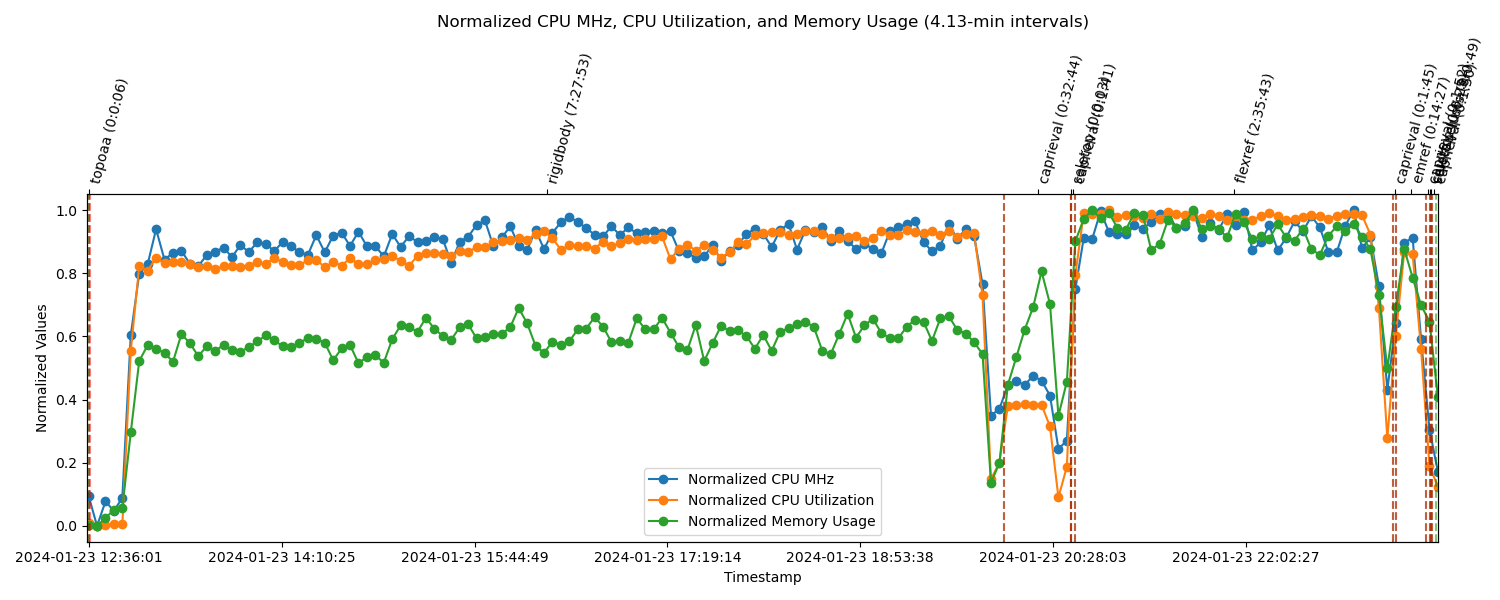 Normalized CPU MHz, CPU Utilization, and Memory Usage (4.13-min intervals)
topoaa (0:0:06)
rigidbody (7:27:53)
caprieval (0:32:44)
flexref (2:35:43)
caprieval (0:1:45)
emref (0:14:27)
Normalized Values
1.0
0.8
0.6
0.4
0.2
0.0
Normalized CPU MHz
Normalized CPU Utilization
Normalized Memory Usage
2024-01-23 12:36:01
2024-01-23 14:10:25
2024-01-23 15:44:49
2024-01-23 17:19:14
2024-01-23 18:53:38
2024-01-23 20:28:03
2024-01-23 22:02:27
Timestamp